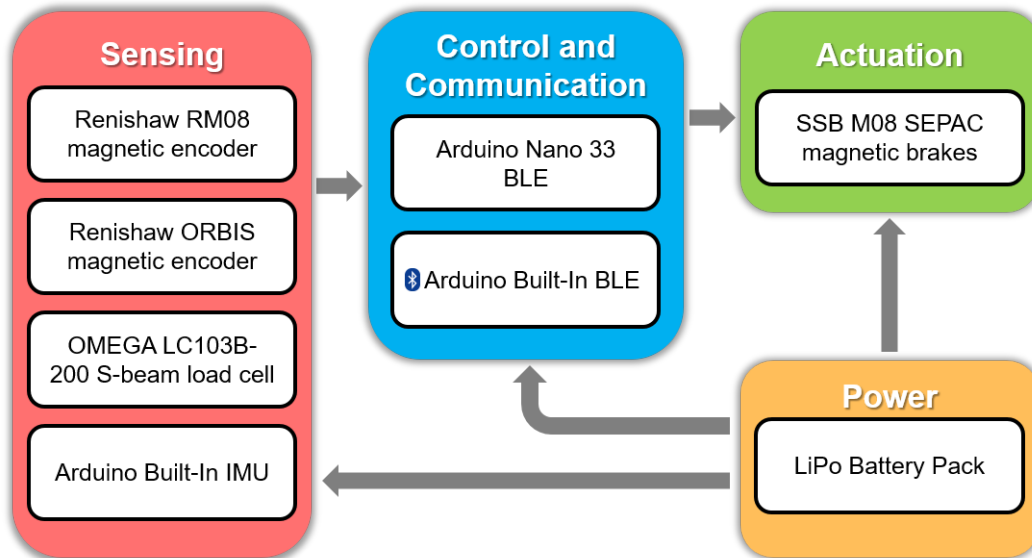 Sensing
Renishaw RM08
magnetic encoder
Renishaw ORBIS
magnetic encoder
OMEGA LC103B-
200 S-beam load cell
Arduino Built-In IMU
Control and
Communication
Arduino Nano 33
BLE
Arduino Built-In BLE
Actuation
SSB M08 SEPAC
magnetic brakes
Power
LiPo Battery Pack